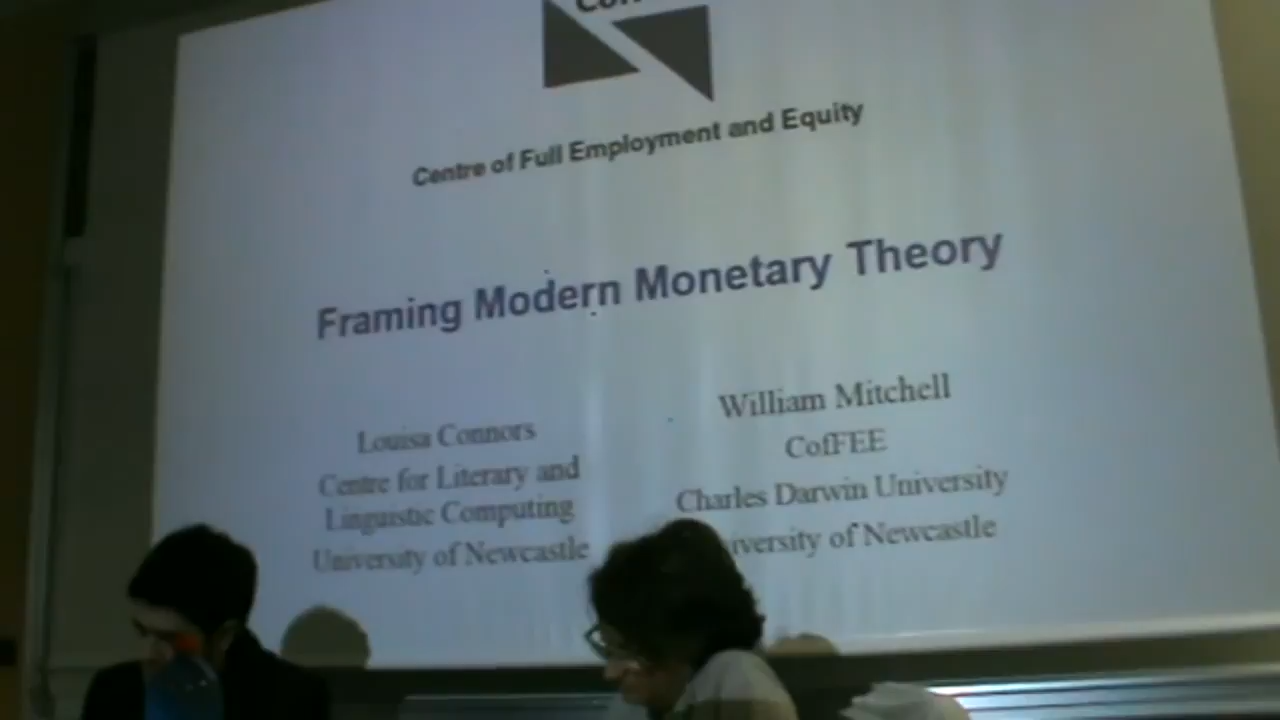 Centre of Full Employment and Equity
Framing Modern Monetary Theory
Louisa Connors
Centre for Literary and
Linguistic Computing
University of Newcastle
William Mitchell
CofFEE
Charles Darwin University
of Newcastle